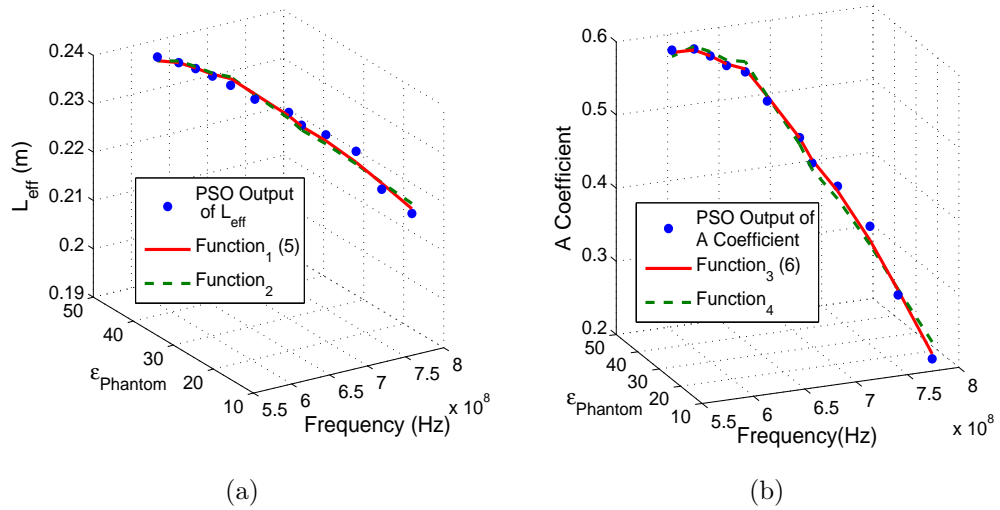 0.24
0.23
0.22
0.21
0.2
0.19
L_eff (m)
50
40
30
20
10
ε_Phantom
5.5
6
6.5
7
7.5
8
x 10^8
Frequency (Hz)
PSO Output
of L_eff
Function_1 (5)
Function_2
(a)
0.6
0.5
0.4
0.3
0.2
A Coefficient
50
40
30
20
10
ε_Phantom
5.5
6
6.5
7
7.5
8
x 10^8
Frequency(Hz)
PSO Output of
A Coefficient
Function_3 (6)
Function_4
(b)